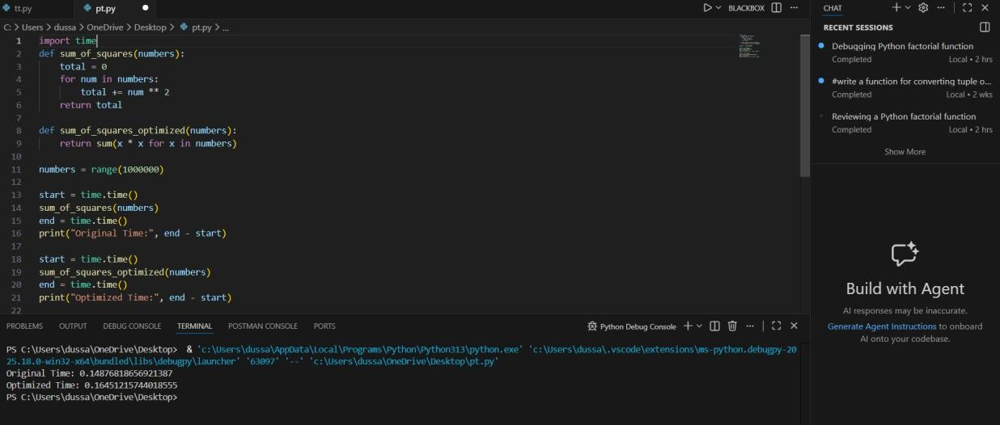 tt.py
pt.py
BLACKBOX
C: > Users > dussa > OneDrive > Desktop > pt.py > ...
1 import time
2 def sum_of_squares(numbers):
3 total = 0
4 for num in numbers:
5 total += num ** 2
6 return total
7
8 def sum_of_squares_optimized(numbers):
9 return sum(x * x for x in numbers)
10
11 numbers = range(1000000)
12
13 start = time.time()
14 sum_of_squares(numbers)
15 end = time.time()
16 print("Original Time:", end - start)
17
18 start = time.time()
19 sum_of_squares_optimized(numbers)
20 end = time.time()
21 print("Optimized Time:", end - start)
22
PROBLEMS OUTPUT DEBUG CONSOLE TERMINAL POSTMAN CONSOLE PORTS
Python Debug Console
PS C:\Users\dussa\OneDrive\Desktop> & 'c:\Users\dussa\AppData\Local\Programs\Python\Python313\python.exe' 'c:\Users\dussa\.vscode\extensions\ms-python.debugpy-20
25.18.0-win32-x64\bundled\libs\debugpy\launcher' '63097' '--' 'c:\Users\dussa\OneDrive\Desktop\pt.py'
Original Time: 0.14876818656921387
Optimized Time: 0.16451215744018555
PS C:\Users\dussa\OneDrive\Desktop>
CHAT
RECENT SESSIONS
Debugging Python factorial function
Completed Local • 2 hrs
#write a function for converting tuple o...
Completed Local • 2 wks
Reviewing a Python factorial function
Completed Local • 2 hrs
Show More
Build with Agent
AI responses may be inaccurate.
Generate Agent Instructions to onboard
AI onto your codebase.